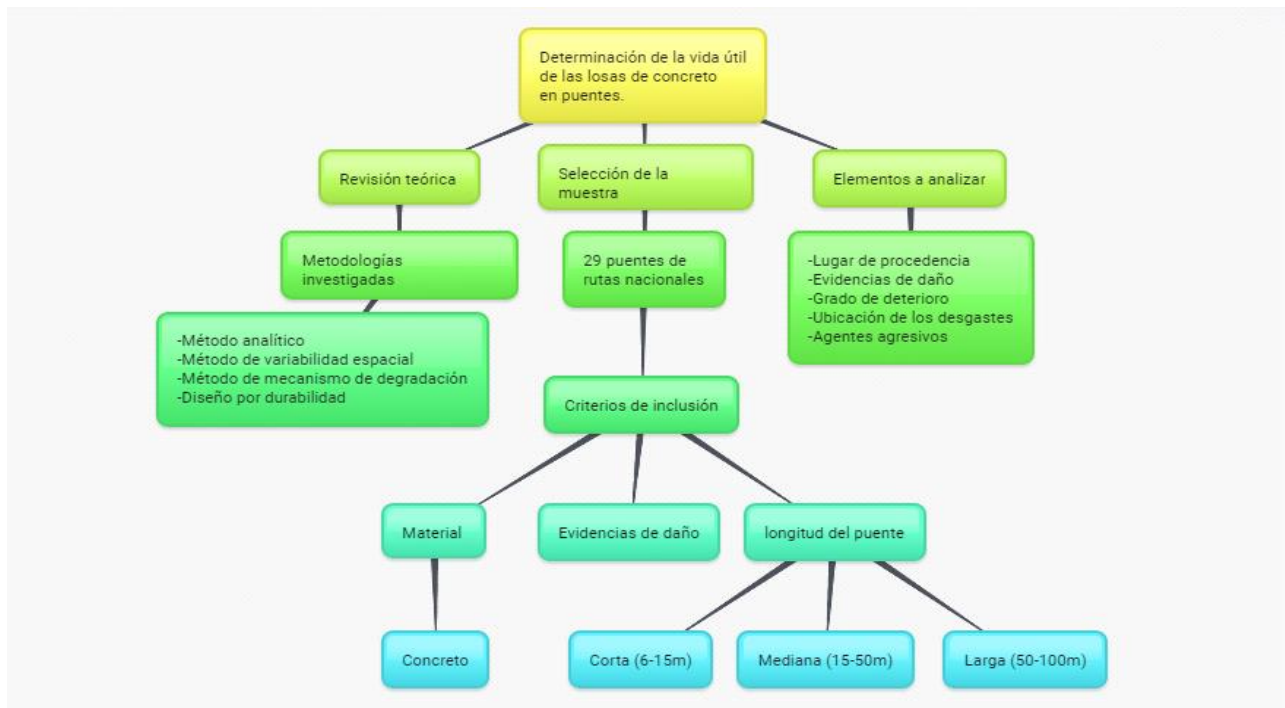 Determinación de la vida útil
de las losas de concreto
en puentes.
Revisión teórica
Selección de la
muestra
Elementos a analizar
Metodologías
investigadas
29 puentes de
rutas nacionales
-Lugar de procedencia
-Evidencias de daño
-Grado de deterioro
-Ubicación de los desgastes
-Agentes agresivos
-Método analítico
-Método de variabilidad espacial
-Método de mecanismo de degradación
-Diseño por durabilidad
Criterios de inclusión
Material
Evidencias de daño
longitud del puente
Concreto
Corta (6-15m)
Mediana (15-50m)
Larga (50-100m)